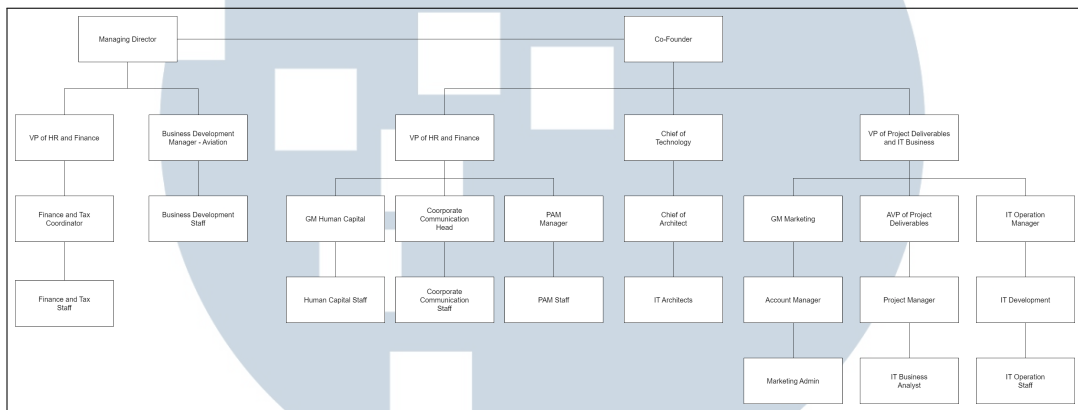 Managing Director
Co-Founder
VP of HR and Finance
Business Development
Manager - Aviation
VP of HR and Finance
Chief of
Technology
VP of Project Deliverables
and IT Business
Finance and Tax
Coordinator
Business Development
Staff
GM Human Capital
Coorporate
Communication
Head
PAM
Manager
Chief of
Architect
GM Marketing
AVP of Project
Deliverables
IT Operation
Manager
Finance and Tax
Staff
Human Capital Staff
Coorporate
Communication
Staff
PAM Staff
IT Architects
Account Manager
Project Manager
IT Development
Marketing Admin
IT Business
Analyst
IT Operation
Staff